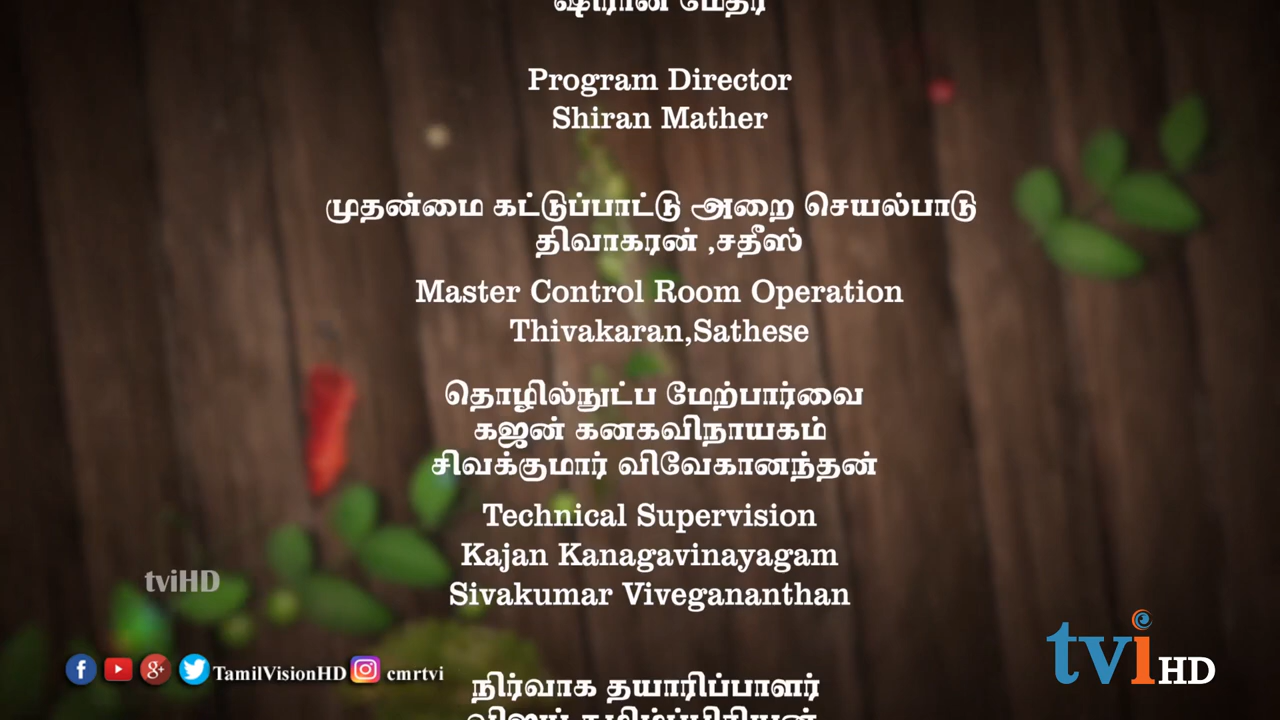 ஷிரான் மேதர்
Program Director
Shiran Mather
முதன்மை கட்டுப்பாட்டு அறை செயல்பாடு
திவாகரன் ,சதீஸ்
Master Control Room Operation
Thivakaran,Sathese
தொழில்நுட்ப மேற்பார்வை
கஜன் கனகவிநாயகம்
சிவக்குமார் விவேகானந்தன்
Technical Supervision
Kajan Kanagavinayagam
Sivakumar Vivegananthan
tviHD
TamilVisionHD cmrtvi
tvi HD
நிர்வாக தயாரிப்பாளர்